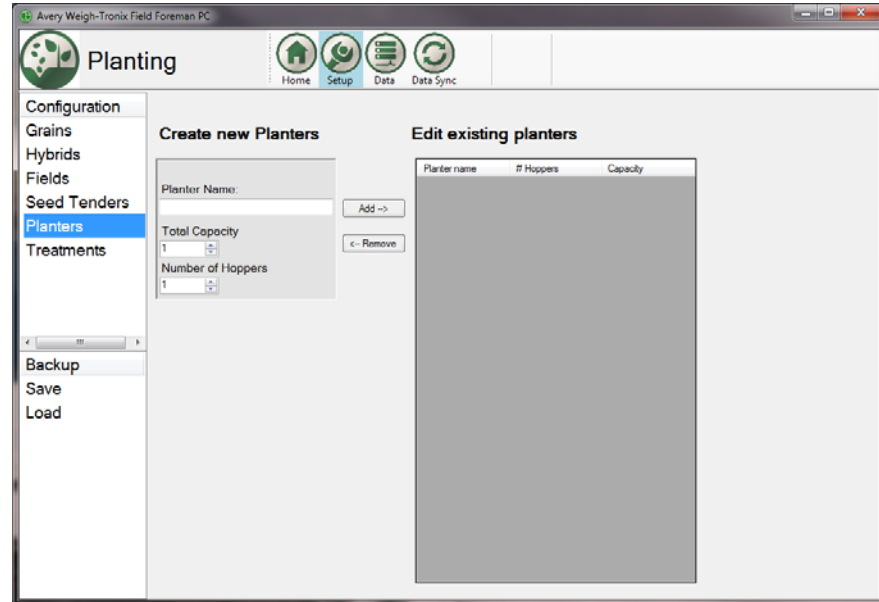 Avery Weigh-Tronix Field Foreman PC
Planting
Home Setup Data Data Sync
Configuration
Grains
Hybrids
Fields
Seed Tenders
Planters
Treatments
Backup
Save
Load
Create new Planters
Planter Name:
Total Capacity
1
Number of Hoppers
1
Add -->
<-- Remove
Edit existing planters
Planter name # Hoppers Capacity